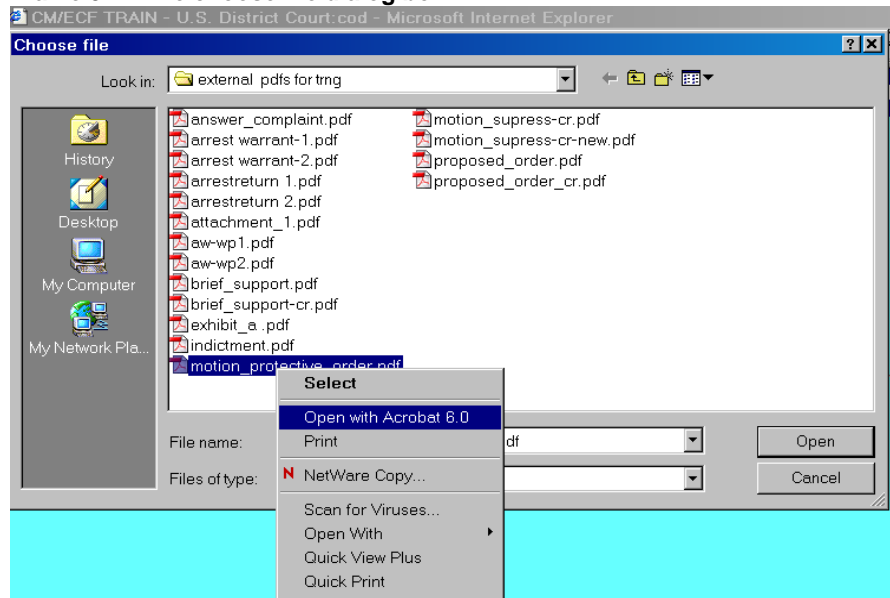 CM/ECF TRAIN - U.S. District Court:cod - Microsoft Internet Explorer
Choose file
Look in: external pdfs for trng
History
Desktop
My Computer
My Network Pla...
answer_complaint.pdf
arrest warrant-1.pdf
arrest warrant-2.pdf
arrestreturn 1.pdf
arrestreturn 2.pdf
attachment_1.pdf
aw-wp1.pdf
aw-wp2.pdf
brief_support.pdf
brief_support-cr.pdf
exhibit_a .pdf
indictment.pdf
motion_protective_order.pdf
motion_supress-cr.pdf
motion_supress-cr-new.pdf
proposed_order.pdf
proposed_order_cr.pdf
Select
Open with Acrobat 6.0
Print
N NetWare Copy...
Scan for Viruses...
Open With
Quick View Plus
Quick Print
File name: df
Open
Files of type:
Cancel